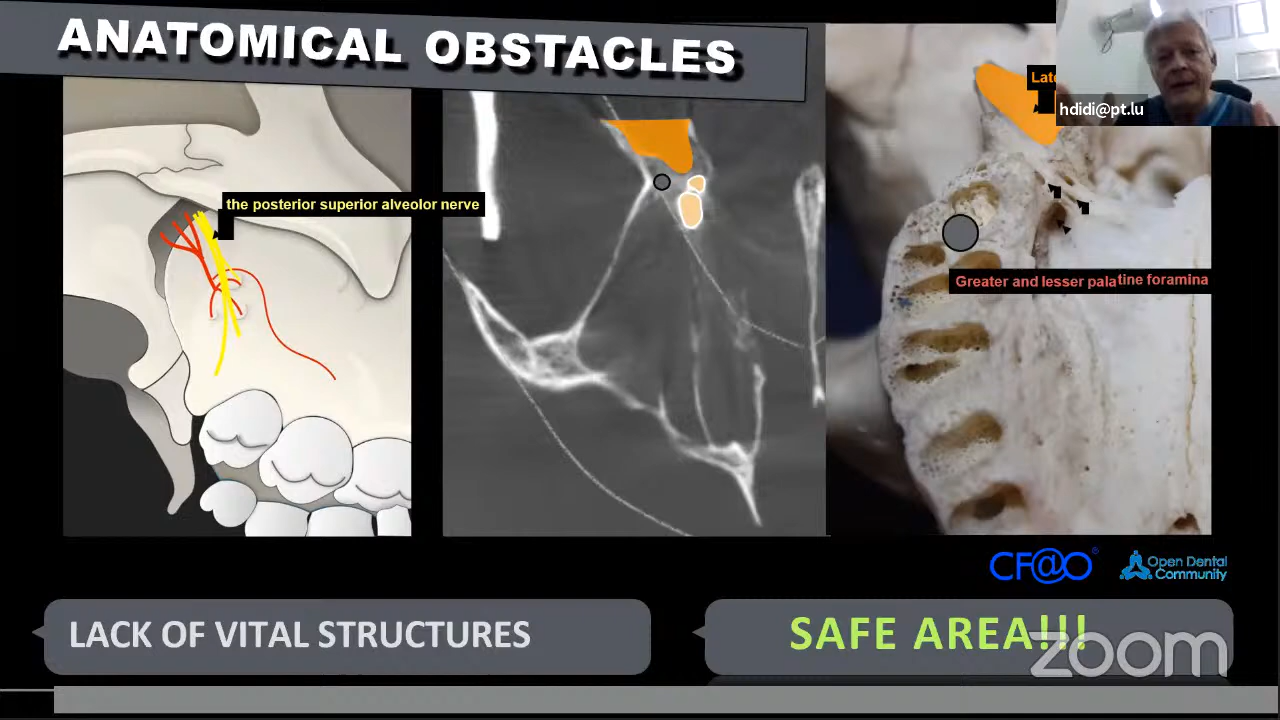 ANATOMICAL OBSTACLES
Late
hdidi@pt.lu
the posterior superior alveolor nerve
Greater and lesser palatine foramina
CF@O®
Open Dental
Community
LACK OF VITAL STRUCTURES
SAFE AREA!!!
zoom